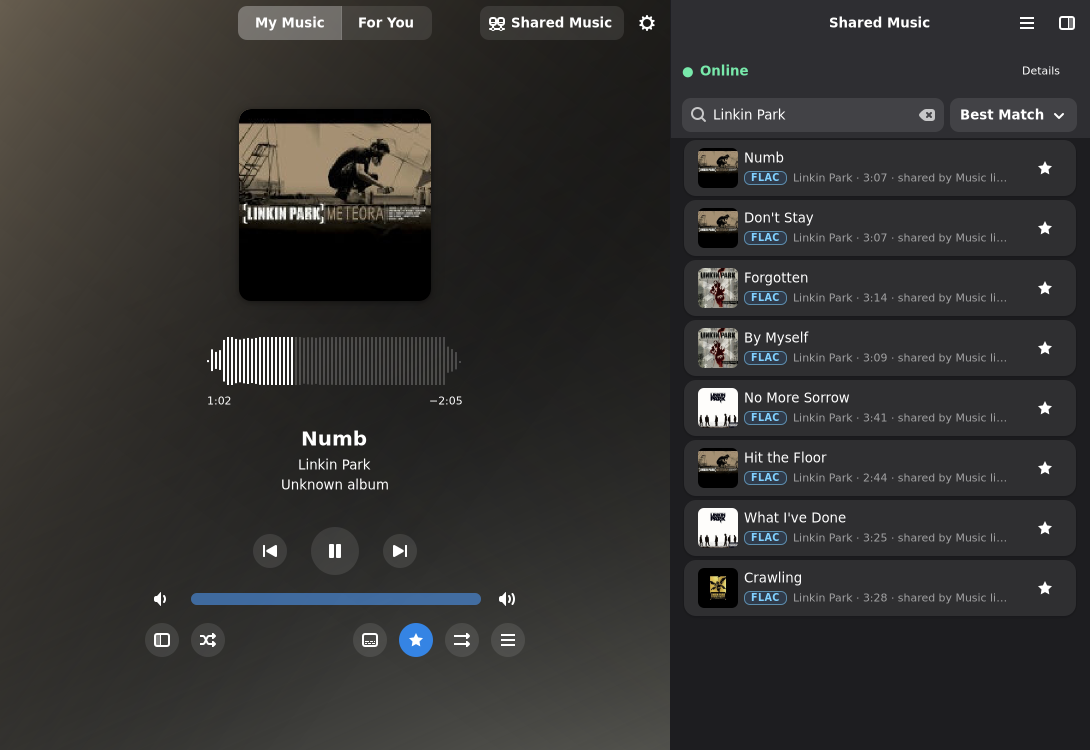 My Music
For You
Shared Music
[LINKIN PARK] METEORA
1:02
−2:05
Numb
Linkin Park
Unknown album
Shared Music
Online
Details
Linkin Park
Best Match
Numb
FLAC Linkin Park · 3:07 · shared by Music li...
Don't Stay
FLAC Linkin Park · 3:07 · shared by Music li...
Forgotten
FLAC Linkin Park · 3:14 · shared by Music li...
By Myself
FLAC Linkin Park · 3:09 · shared by Music li...
No More Sorrow
FLAC Linkin Park · 3:41 · shared by Music li...
Hit the Floor
FLAC Linkin Park · 2:44 · shared by Music li...
What I've Done
FLAC Linkin Park · 3:25 · shared by Music li...
Crawling
FLAC Linkin Park · 3:28 · shared by Music li...